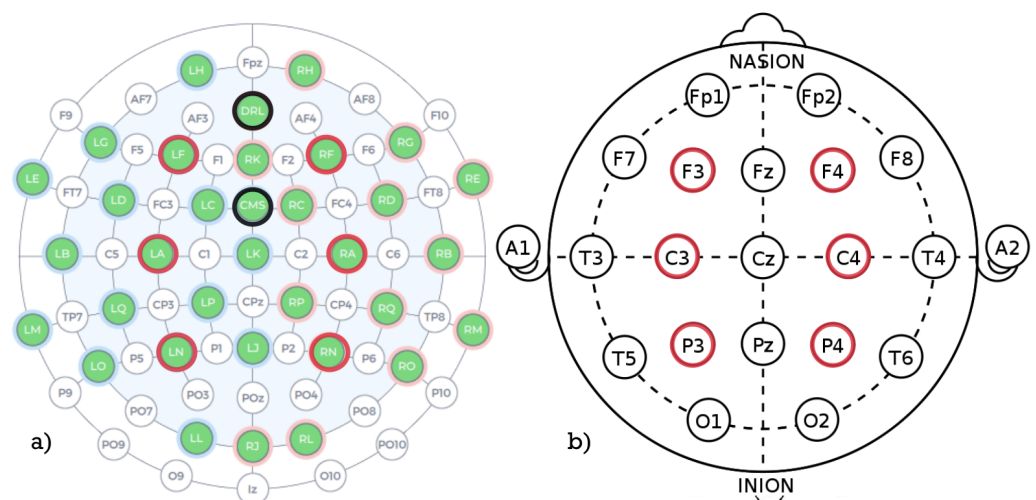 LH Fpz RH
AF7 DRL AF8
F9 AF3 AF4 F10
LG F5 LF F1 RK F2 RF F6 RG
LE FT7 LD FC3 LC CMS RC FC4 RD FT8 RE
LB C5 LA C1 LK C2 RA C6 RB
LM TP7 LQ CP3 LP CPz RP CP4 RQ TP8 RM
LO P5 LN P1 LJ P2 RN P6 RO
P9 PO3 POz PO4 P10
PO7 PO8
a) PO9 LL RJ RL PO10
O9 Iz O10
NASION
Fp1 Fp2
F7 F3 Fz F4 F8
A1 T3 C3 Cz C4 T4 A2
T5 P3 Pz P4 T6
O1 O2
b)
INION